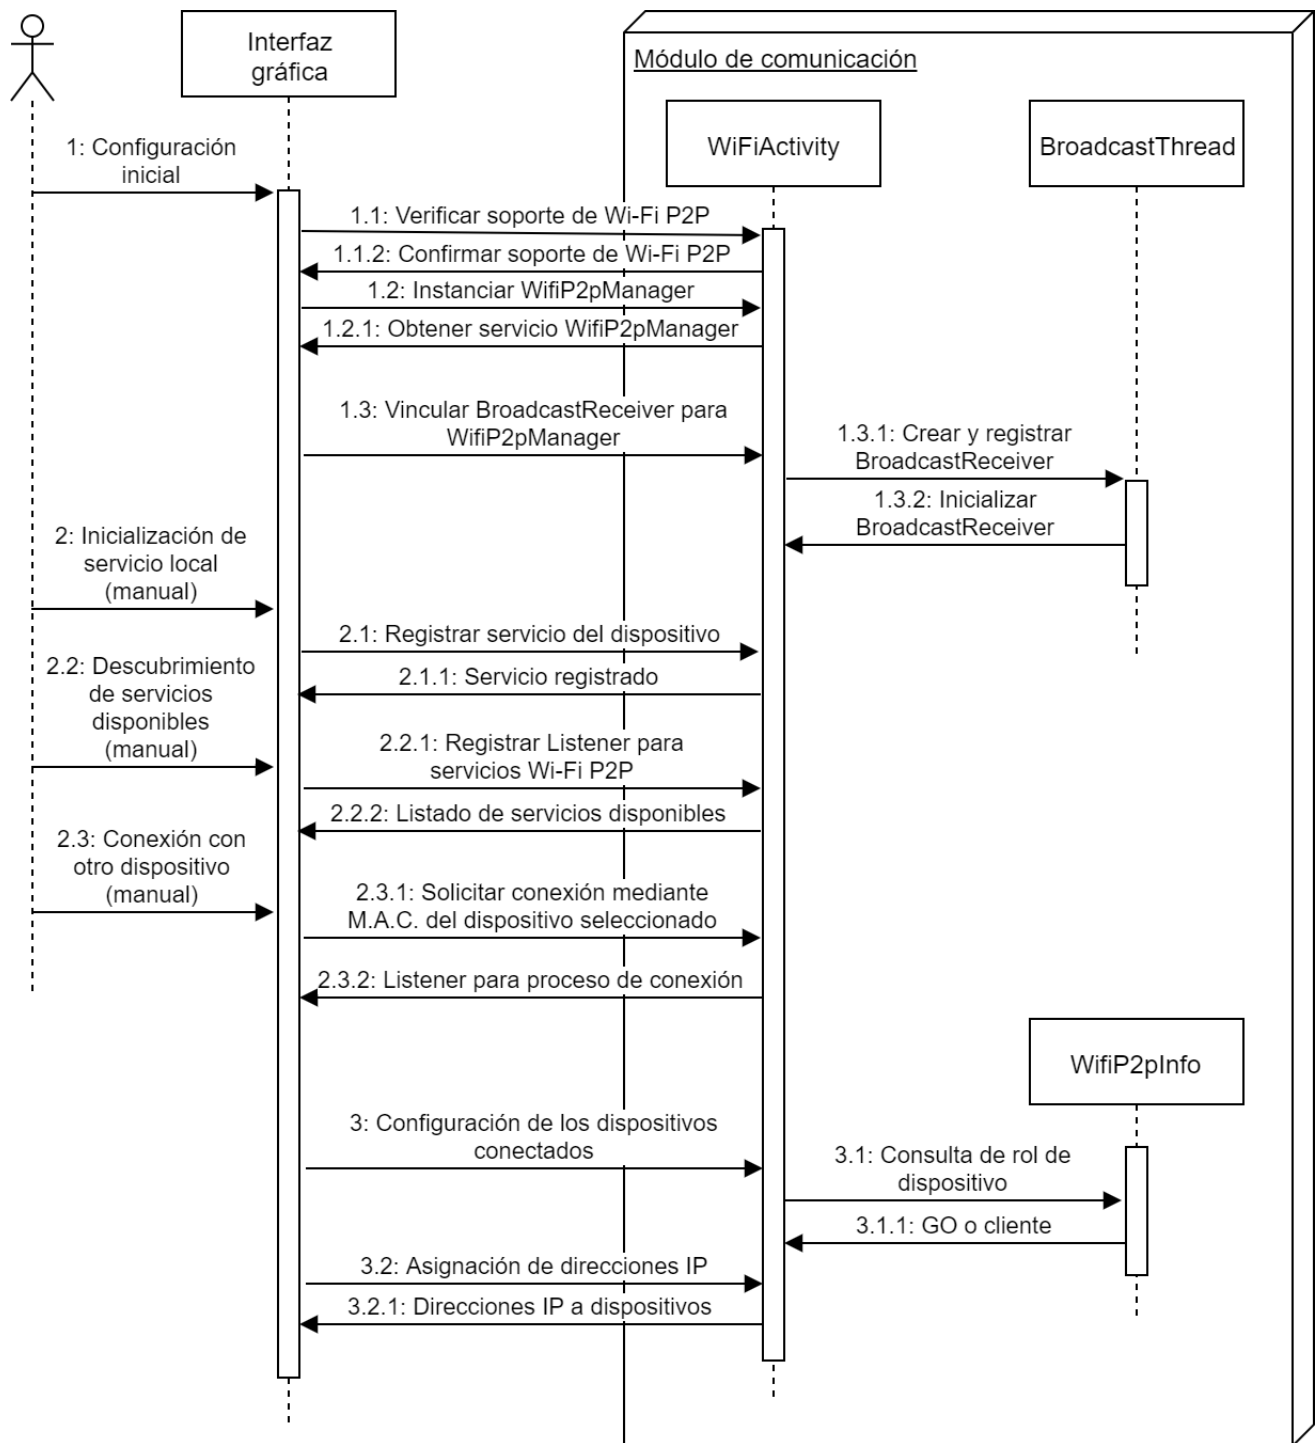 Interfaz
gráfica
Módulo de comunicación
WiFiActivity
BroadcastThread
1: Configuración
inicial
1.1: Verificar soporte de Wi-Fi P2P
1.1.2: Confirmar soporte de Wi-Fi P2P
1.2: Instanciar WifiP2pManager
1.2.1: Obtener servicio WifiP2pManager
1.3: Vincular BroadcastReceiver para
WifiP2pManager
1.3.1: Crear y registrar
BroadcastReceiver
1.3.2: Inicializar
BroadcastReceiver
2: Inicialización de
servicio local
(manual)
2.1: Registrar servicio del dispositivo
2.1.1: Servicio registrado
2.2: Descubrimiento
de servicios
disponibles
(manual)
2.2.1: Registrar Listener para
servicios Wi-Fi P2P
2.2.2: Listado de servicios disponibles
2.3: Conexión con
otro dispositivo
(manual)
2.3.1: Solicitar conexión mediante
M.A.C. del dispositivo seleccionado
2.3.2: Listener para proceso de conexión
WifiP2pInfo
3: Configuración de los dispositivos
conectados
3.1: Consulta de rol de
dispositivo
3.1.1: GO o cliente
3.2: Asignación de direcciones IP
3.2.1: Direcciones IP a dispositivos